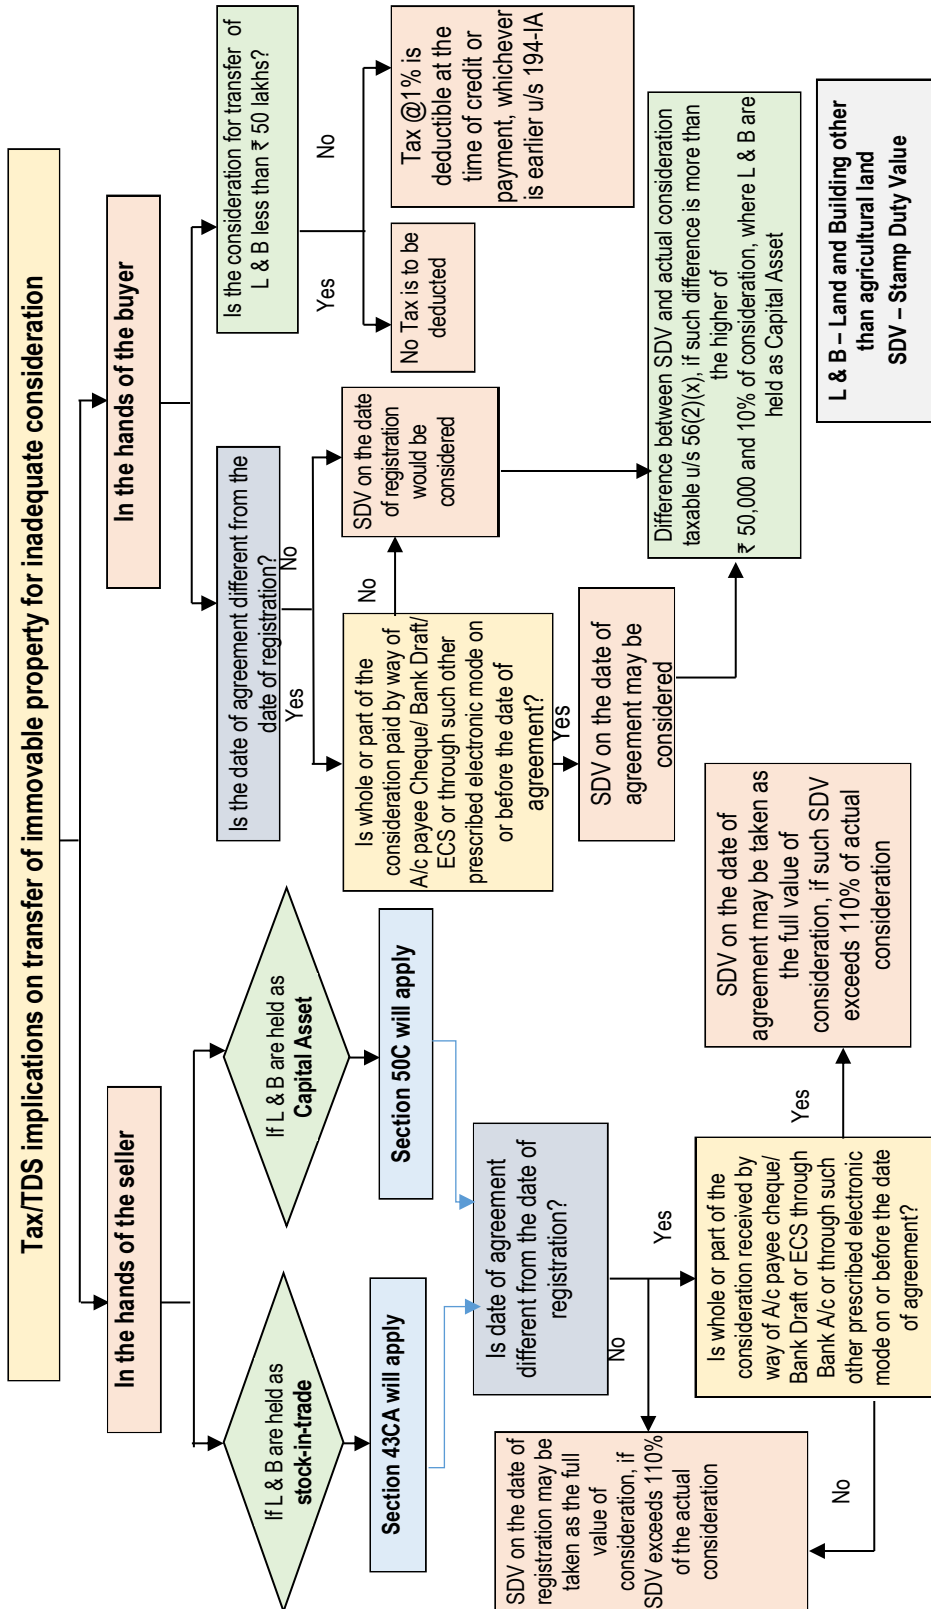 Tax/TDS implications on transfer of immovable property for inadequate consideration
In the hands of the seller
In the hands of the buyer
If L & B are held as
stock-in-trade
If L & B are held as
Capital Asset
Section 43CA will apply
Section 50C will apply
Is date of agreement
different from the date of
registration?
No
Yes
SDV on the date of
registration may be
taken as the full
value of
consideration, if
SDV exceeds 110%
of the actual
consideration
Is whole or part of the
consideration received by
way of A/c payee cheque/
Bank Draft or ECS through
Bank A/c or through such
other prescribed electronic
mode on or before the date
of agreement?
No
Yes
SDV on the date of
agreement may be taken as
the full value of
consideration, if such SDV
exceeds 110% of actual
consideration
Is the date of agreement different from the
date of registration?
Yes
No
Is whole or part of the
consideration paid by way of
A/c payee Cheque/ Bank Draft/
ECS or through such other
prescribed electronic mode on
or before the date of
agreement?
No
Yes
SDV on the date
of registration
would be
considered
SDV on the date of
agreement may be
considered
Is the consideration for transfer of
L & B less than ₹ 50 lakhs?
Yes
No
No Tax is to be
deducted
Tax @1% is
deductible at the
time of credit or
payment, whichever
is earlier u/s 194-IA
Difference between SDV and actual consideration
taxable u/s 56(2)(x), if such difference is more than
the higher of
₹ 50,000 and 10% of consideration, where L & B are
held as Capital Asset
L & B – Land and Building other
than agricultural land
SDV – Stamp Duty Value